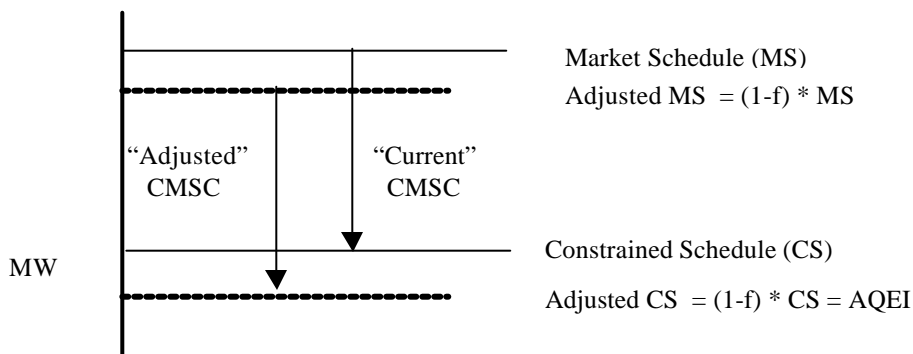 Market Schedule (MS)
Adjusted MS = (1-f) * MS
“Adjusted”
CMSC
“Current”
CMSC
Constrained Schedule (CS)
MW
Adjusted CS = (1-f) * CS = AQEI